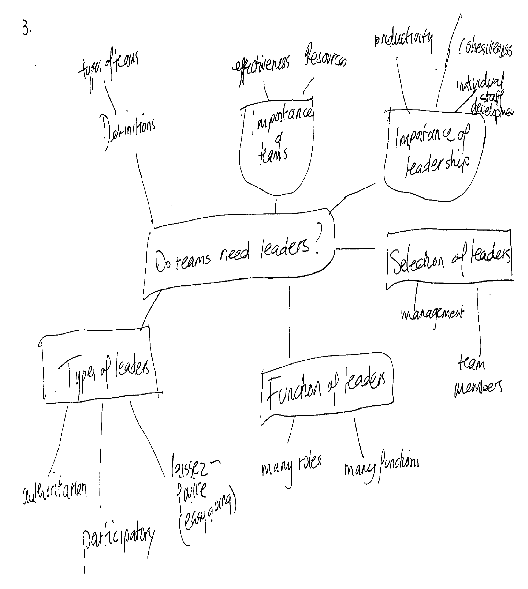 3.
types of teams
Definitions
effectiveness
Resources
importance
of
teams
productivity
Cohesiveness
individual
staff
development
Importance of
leadership
Do teams need leaders?
Selection of leaders
management
team
members
Types of leaders
authoritarian
participatory
laissez-
faire
(easy going)
Function of leaders
many roles
many functions